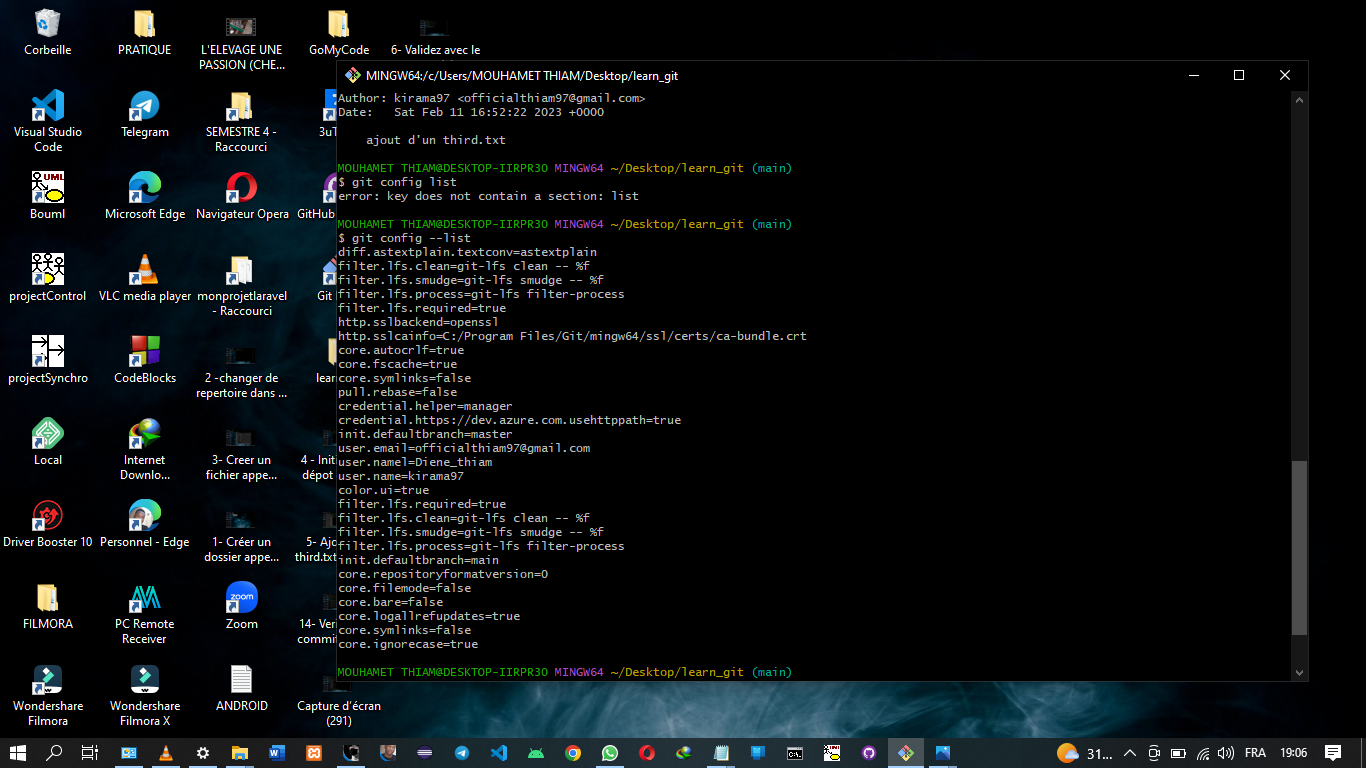 Corbeille
PRATIQUE
L'ELEVAGE UNE
PASSION (CHE...
GoMyCode
6- Validez avec le
Visual Studio
Code
Telegram
SEMESTRE 4 -
Raccourci
Bouml
UML
Microsoft Edge
Navigateur Opera
GitHub
projectControl
VLC media player
monprojetlaravel
- Raccourci
Git
projectSynchro
CodeBlocks
2 -changer de
repertoire dans ...
Local
Internet
Downlo...
3- Creer un
fichier appe...
4 - Initi
dépot
Driver Booster 10
Personnel - Edge
1- Créer un
dossier appe...
5- Ajo
third.txt
FILMORA
PC Remote
Receiver
zoom
Zoom
14- Ver
commit
Wondershare
Filmora
Wondershare
Filmora X
ANDROID
Capture d'écran
(291)
MINGW64:/c/Users/MOUHAMET THIAM/Desktop/learn_git
Author: kirama97 <officialthiam97@gmail.com>
Date:   Sat Feb 11 16:52:22 2023 +0000
    ajout d'un third.txt
MOUHAMET THIAM@DESKTOP-IIRPR3O MINGW64 ~/Desktop/learn_git (main)
$ git config list
error: key does not contain a section: list
MOUHAMET THIAM@DESKTOP-IIRPR3O MINGW64 ~/Desktop/learn_git (main)
$ git config --list
diff.astextplain.textconv=astextplain
filter.lfs.clean=git-lfs clean -- %f
filter.lfs.smudge=git-lfs smudge -- %f
filter.lfs.process=git-lfs filter-process
filter.lfs.required=true
http.sslbackend=openssl
http.sslcainfo=C:/Program Files/Git/mingw64/ssl/certs/ca-bundle.crt
core.autocrlf=true
core.fscache=true
core.symlinks=false
pull.rebase=false
credential.helper=manager
credential.https://dev.azure.com.usehttppath=true
init.defaultbranch=master
user.email=officialthiam97@gmail.com
user.namel=Diene_thiam
user.name=kirama97
color.ui=true
filter.lfs.required=true
filter.lfs.clean=git-lfs clean -- %f
filter.lfs.smudge=git-lfs smudge -- %f
filter.lfs.process=git-lfs filter-process
init.defaultbranch=main
core.repositoryformatversion=0
core.filemode=false
core.bare=false
core.logallrefupdates=true
core.symlinks=false
core.ignorecase=true
MOUHAMET THIAM@DESKTOP-IIRPR3O MINGW64 ~/Desktop/learn_git (main)
31...
FRA
19:06